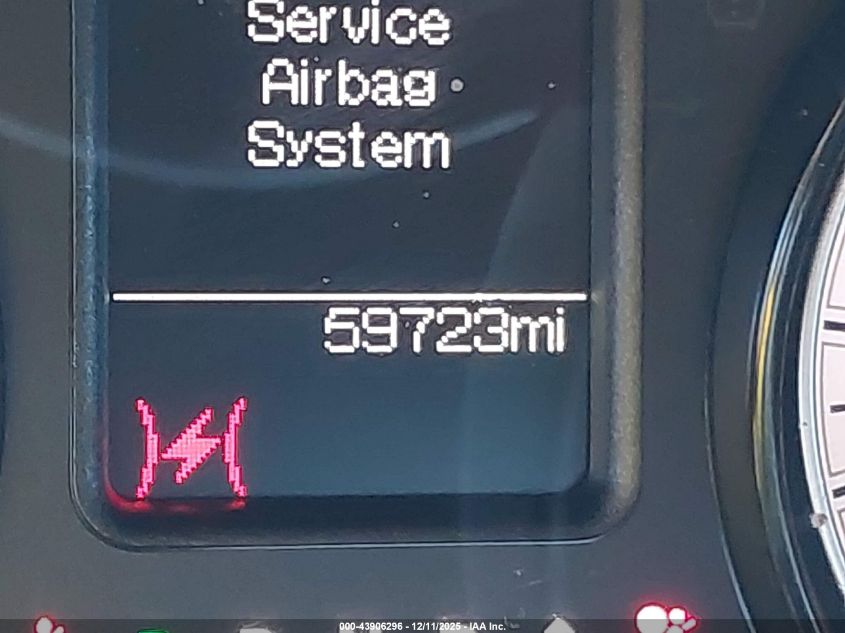 Service
Airbag
System
59723mi
000-43906296 - 12/11/2025 - IAA Inc.